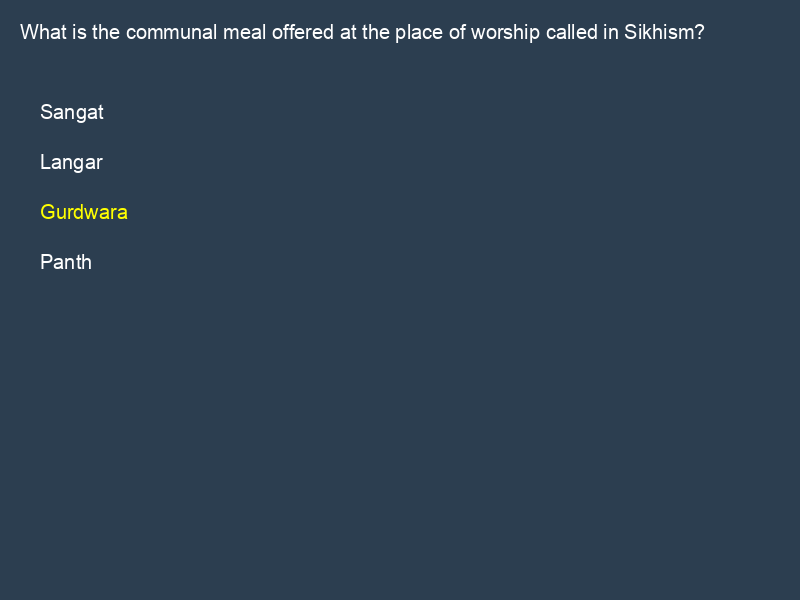 What is the communal meal offered at the place of worship called in Sikhism?
Sangat
Langar
Gurdwara
Panth